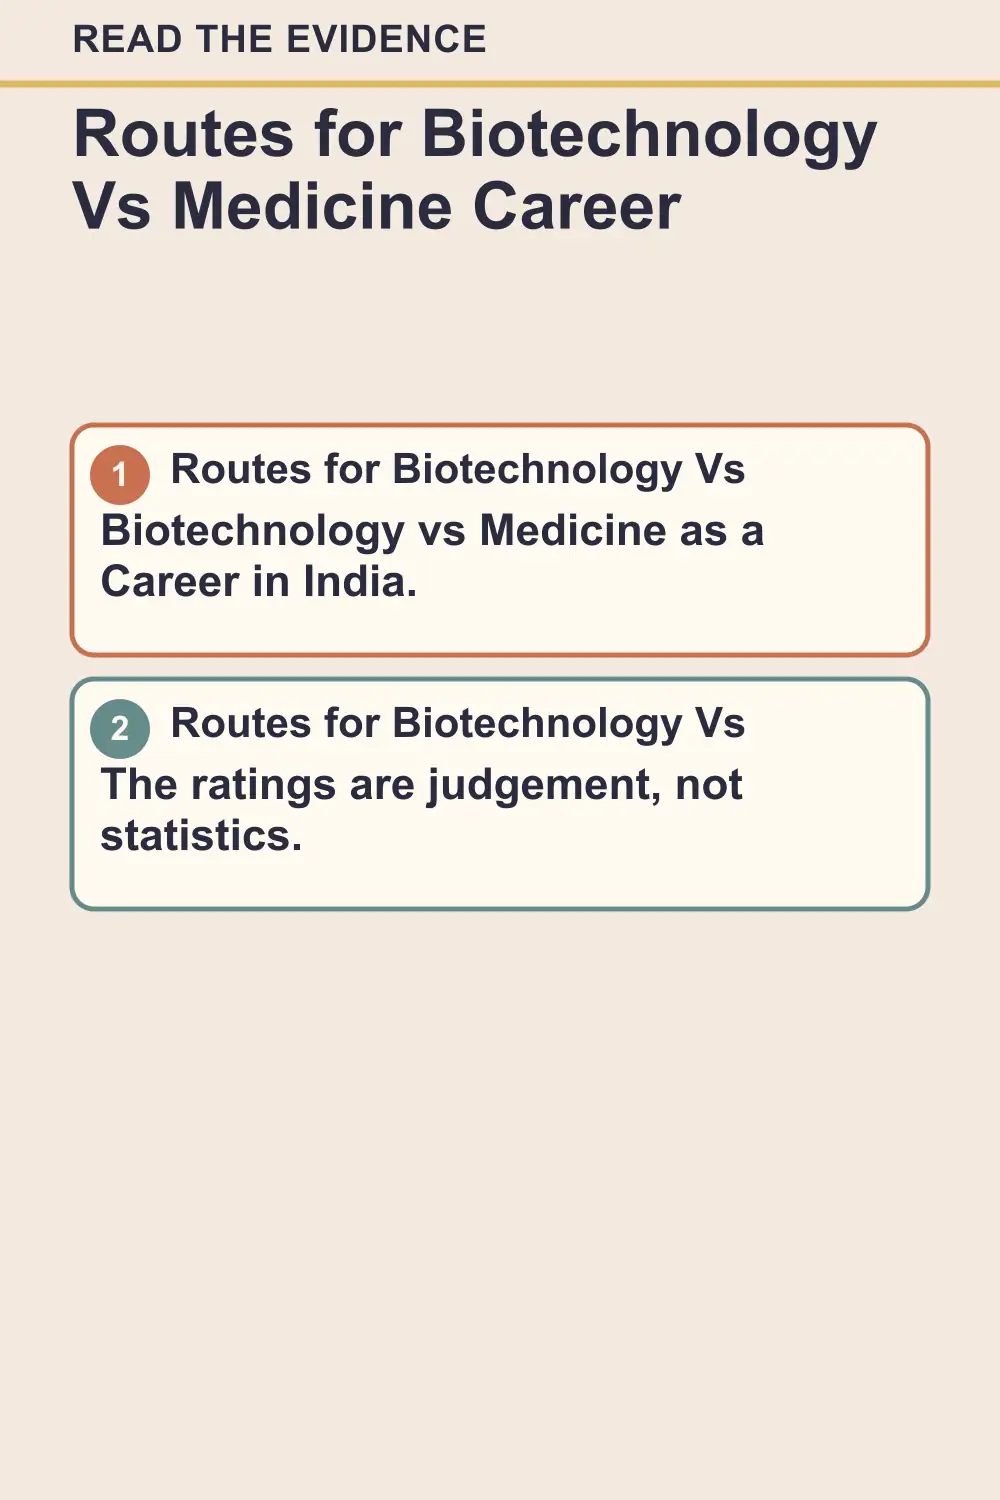 READ THE EVIDENCE
Routes for Biotechnology
Vs Medicine Career
1
Routes for Biotechnology Vs
Biotechnology vs Medicine as a
Career in India.
2
Routes for Biotechnology Vs
The ratings are judgement, not
statistics.